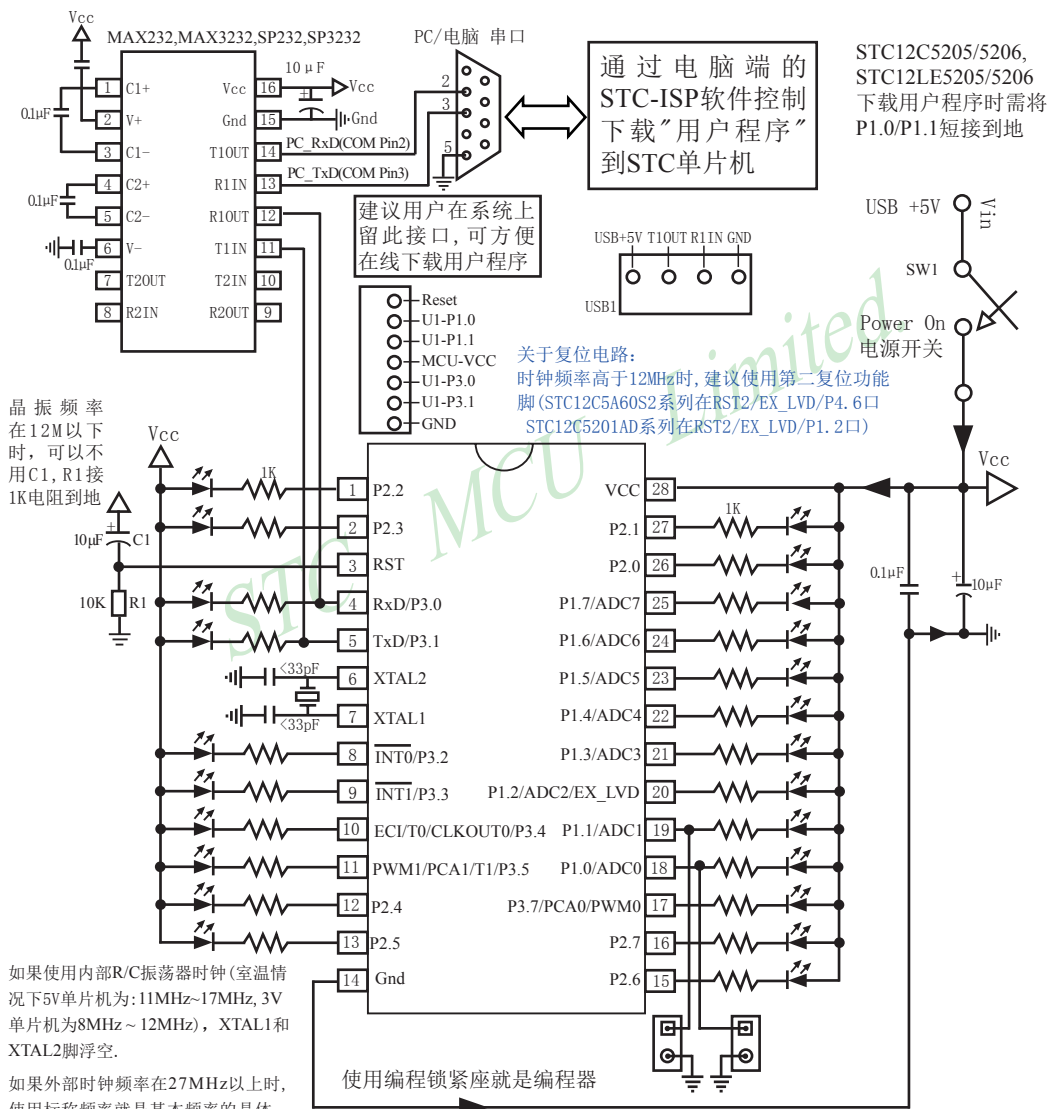 Vcc
MAX232,MAX3232,SP232,SP3232
PC/电脑 串口
0.1μF
1 C1+
2 V+
3 C1-
4 C2+
5 C2-
6 V-
7 T2OUT
8 R2IN
0.1μF
0.1μF
Vcc 16
Gnd 15
T1OUT 14
R1IN 13
R1OUT 12
T1IN 11
T2IN 10
R2OUT 9
10μF
+
Vcc
Gnd
PC_RxD(COM Pin2)
PC_TxD(COM Pin3)
2
3
5
通过电脑端的
STC-ISP软件控制
下载"用户程序"
到STC单片机
STC12C5205/5206,
STC12LE5205/5206
下载用户程序时需将
P1.0/P1.1短接到地
建议用户在系统上
留此接口,可方便
在线下载用户程序
USB+5V T1OUT R1IN GND
USB1
USB +5V
Vin
SW1
Power On
电源开关
Reset
U1-P1.0
U1-P1.1
MCU-VCC
U1-P3.0
U1-P3.1
GND
关于复位电路:
时钟频率高于12MHz时,建议使用第二复位功能
脚(STC12C5A60S2系列在RST2/EX_LVD/P4.6口
STC12C5201AD系列在RST2/EX_LVD/P1.2口)
STC MCU Limited.
晶振频率
在12M以下
时，可以不
用C1,R1接
1K电阻到地
Vcc
1K
+
10μF C1
10K R1
<33pF
<33pF
1 P2.2
2 P2.3
3 RST
4 RxD/P3.0
5 TxD/P3.1
6 XTAL2
7 XTAL1
8 INT0/P3.2
9 INT1/P3.3
10 ECI/T0/CLKOUT0/P3.4
11 PWM1/PCA1/T1/P3.5
12 P2.4
13 P2.5
14 Gnd
VCC 28
P2.1 27
P2.0 26
P1.7/ADC7 25
P1.6/ADC6 24
P1.5/ADC5 23
P1.4/ADC4 22
P1.3/ADC3 21
P1.2/ADC2/EX_LVD 20
P1.1/ADC1 19
P1.0/ADC0 18
P3.7/PCA0/PWM0 17
P2.7 16
P2.6 15
1K
Vcc
0.1μF
+
10μF
如果使用内部R/C振荡器时钟(室温情
况下5V单片机为:11MHz~17MHz, 3V
单片机为8MHz ~ 12MHz)，XTAL1和
XTAL2脚浮空.
如果外部时钟频率在27MHz以上时,
使用标称频率就是基本频率的晶体
使用编程锁紧座就是编程器